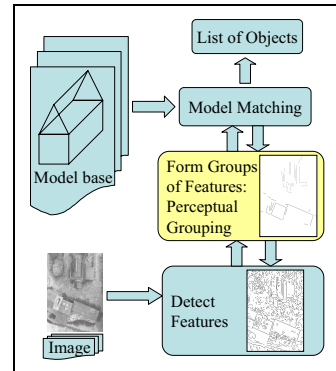 List of Objects
Model Matching
Model base
Form Groups
of Features:
Perceptual
Grouping
Detect
Features
Image